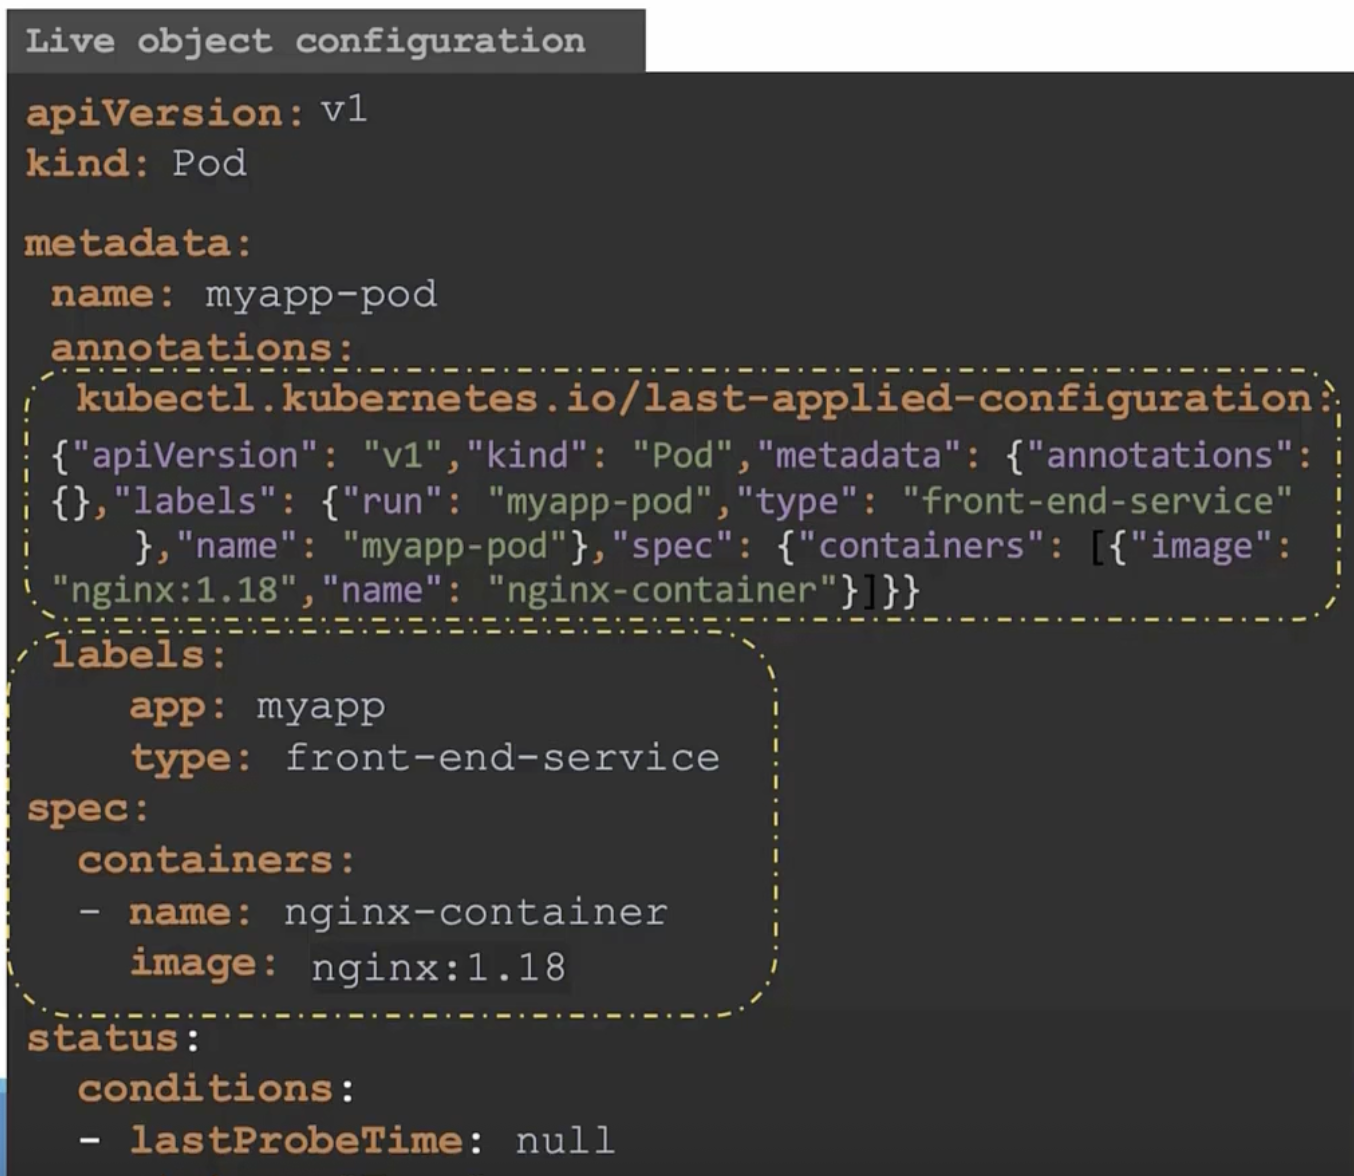 Live object configuration
apiVersion: v1
kind: Pod
metadata:
name: myapp-pod
annotations:
kubectl.kubernetes.io/last-applied-configuration:
{"apiVersion": "v1","kind": "Pod","metadata": {"annotations":
{},"labels": {"run": "myapp-pod","type": "front-end-service"
},"name": "myapp-pod"},"spec": {"containers": [{"image":
"nginx:1.18","name": "nginx-container"}]}}
labels:
app: myapp
type: front-end-service
spec:
containers:
- name: nginx-container
image: nginx:1.18
status:
conditions:
- lastProbeTime: null